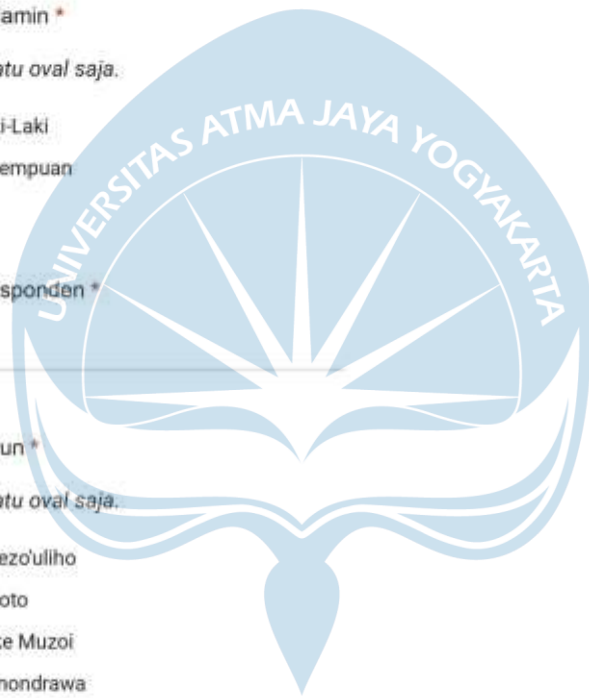 amin *
atu oval saja.
i-Laki
empuan
UNIVERSITAS ATMA JAYA YOGYAKARTA
sponden *
un *
atu oval saja.
ezo'uliho
oto
ke Muzoi
nondrawa